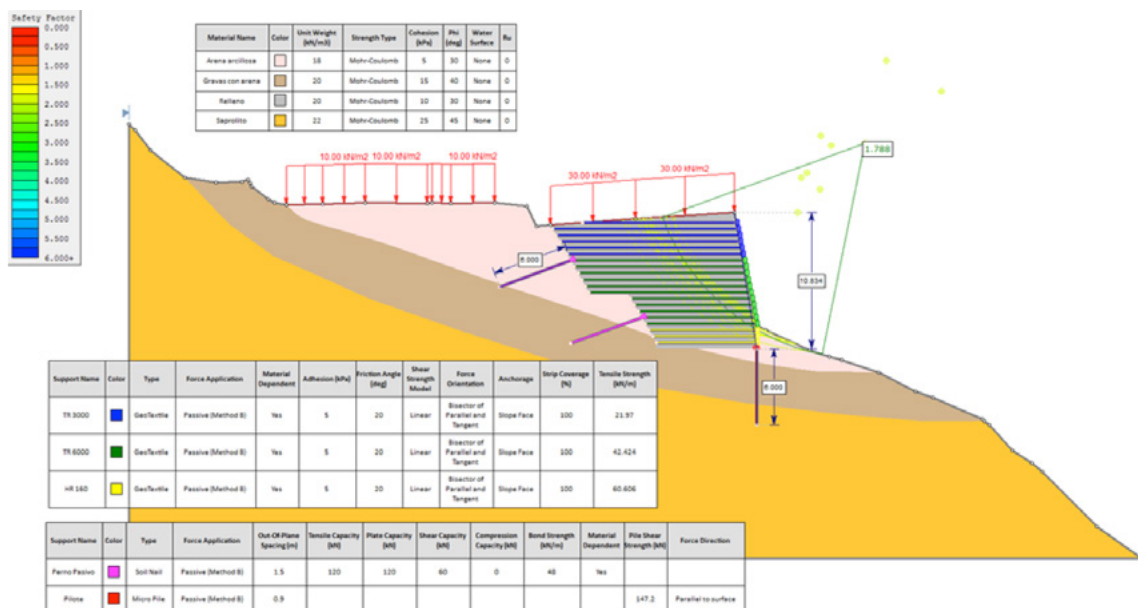 Safety Factor
0.000
0.500
1.000
1.500
2.000
2.500
3.000
3.500
4.000
4.500
5.000
5.500
6.000+
Material Name Color Unit Weight (kN/m3) Strength Type Cohesion (kPa) Phi (deg) Water Surface Ru
Arena arcillosa 18 Mohr-Coulomb 5 30 None 0
Gravas con arena 20 Mohr-Coulomb 15 40 None 0
Relleno 20 Mohr-Coulomb 10 30 None 0
Saprolito 22 Mohr-Coulomb 25 45 None 0
10.00 kN/m2 10.00 kN/m2 10.00 kN/m2
30.00 kN/m2 30.00 kN/m2
1.788
6.000
10.834
6.000
Support Name Color Type Force Application Material Dependent Adhesion (kPa) Friction Angle (deg) Shear Strength Model Force Orientation Anchorage Strip Coverage (%) Tensile Strength (kN/m)
TR 3000 GeoTextile Passive (Method B) Yes 5 20 Linear Bisector of Parallel and Tangent Slope Face 100 21.97
TR 6000 GeoTextile Passive (Method B) Yes 5 20 Linear Bisector of Parallel and Tangent Slope Face 100 42.424
HR 160 GeoTextile Passive (Method B) Yes 5 20 Linear Bisector of Parallel and Tangent Slope Face 100 60.606
Support Name Color Type Force Application Out-Of-Plane Spacing (m) Tensile Capacity (kN) Plate Capacity (kN) Shear Capacity (kN) Compression Capacity (kN) Bond Strength (kN/m) Material Dependent Pile Shear Strength (kN) Force Direction
Perno Pasivo Soil Nail Passive (Method B) 1.5 120 120 60 0 48 Yes
Pilote Micro Pile Passive (Method B) 0.9 147.2 Parallel to surface